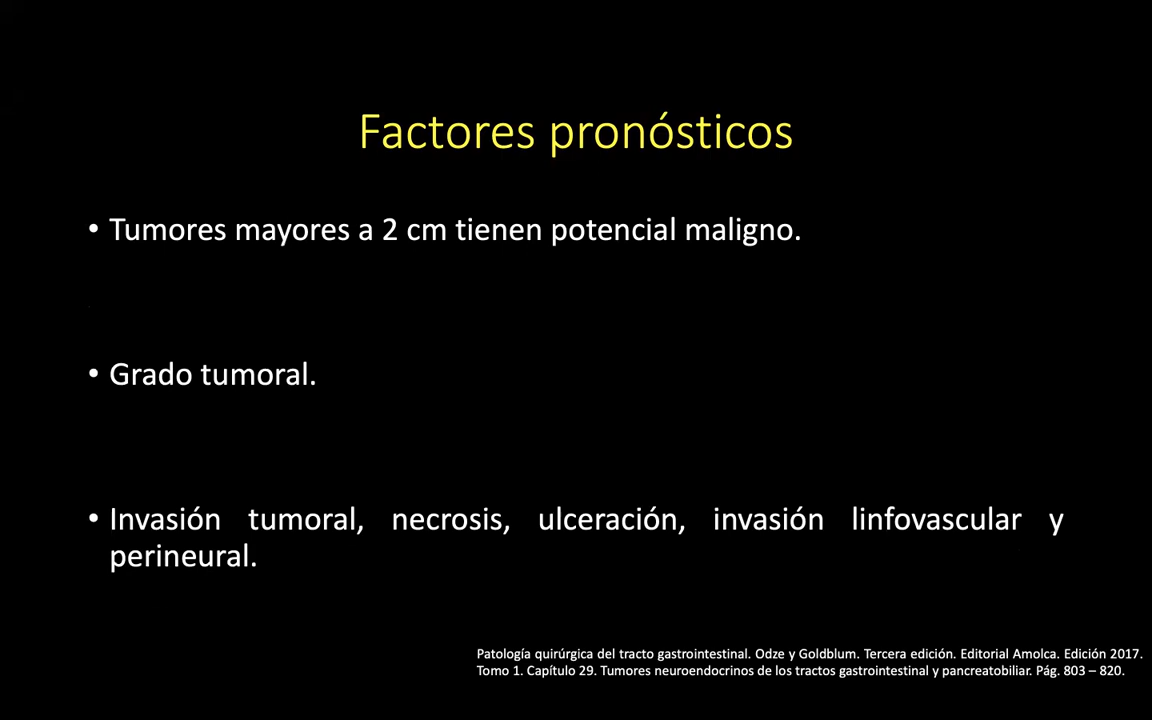 Factores pronósticos
• Tumores mayores a 2 cm tienen potencial maligno.
• Grado tumoral.
• Invasión tumoral, necrosis, ulceración, invasión linfovascular y
perineural.
Patología quirúrgica del tracto gastrointestinal. Odze y Goldblum. Tercera edición. Editorial Amolca. Edición 2017.
Tomo 1. Capítulo 29. Tumores neuroendocrinos de los tractos gastrointestinal y pancreatobiliar. Pág. 803 – 820.